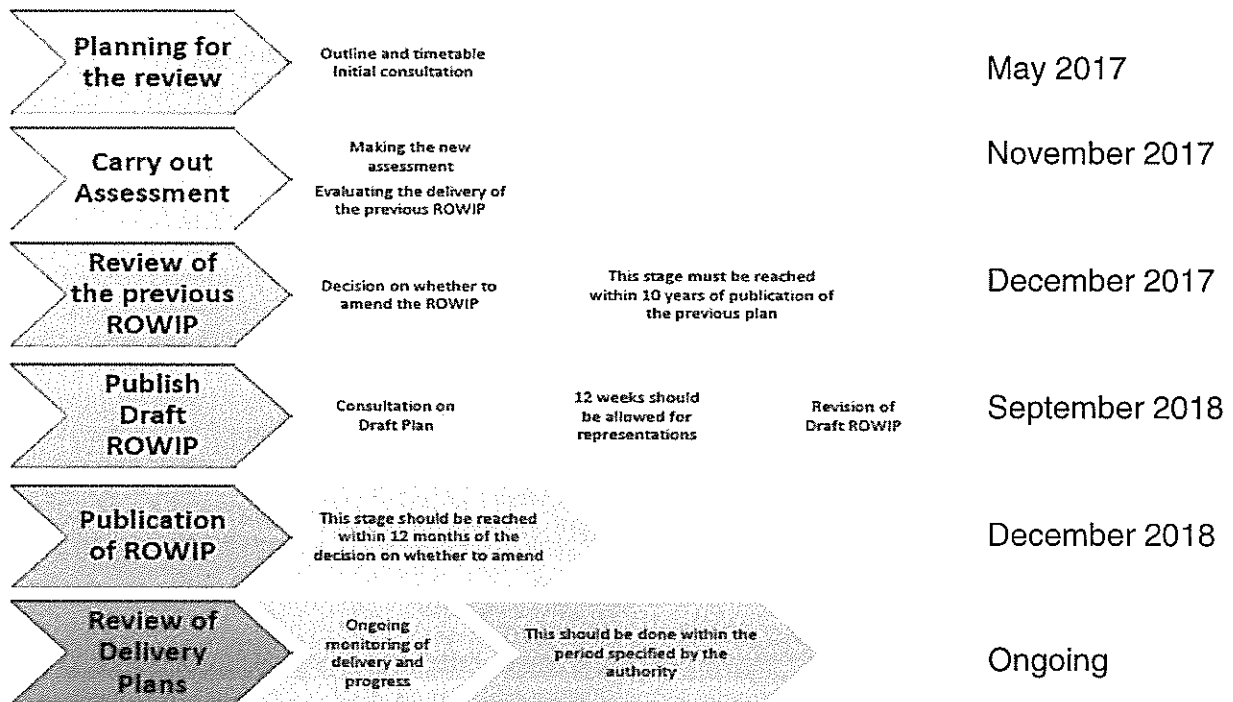 Planning for
the review
Outline and timetable
Initial consultation
May 2017
Carry out
Assessment
Making the new
assessment
Evaluating the delivery of
the previous ROWIP
November 2017
Review of
the previous
ROWIP
Decision on whether to
amend the ROWIP
This stage must be reached
within 10 years of publication of
the previous plan
December 2017
Publish
Draft
ROWIP
Consultation on
Draft Plan
12 weeks should
be allowed for
representations
Revision of
Draft ROWIP
September 2018
Publication
of ROWIP
This stage should be reached
within 12 months of the
decision on whether to amend
December 2018
Review of
Delivery
Plans
Ongoing
monitoring of
delivery and
progress
This should be done within the
period specified by the
authority
Ongoing